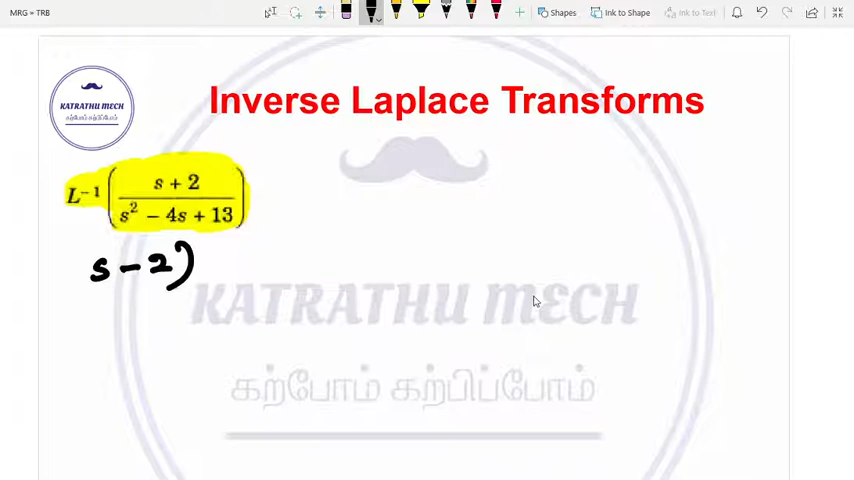 MRG » TRB
Shapes
Ink to Shape
Ink to Text
KATRATHU MECH
கற்போம் கற்பிப்போம்
Inverse Laplace Transforms
L⁻¹ ( (s + 2) / (s² − 4s + 13) )
s - 2)
KATRATHU MECH
கற்போம் கற்பிப்போம்